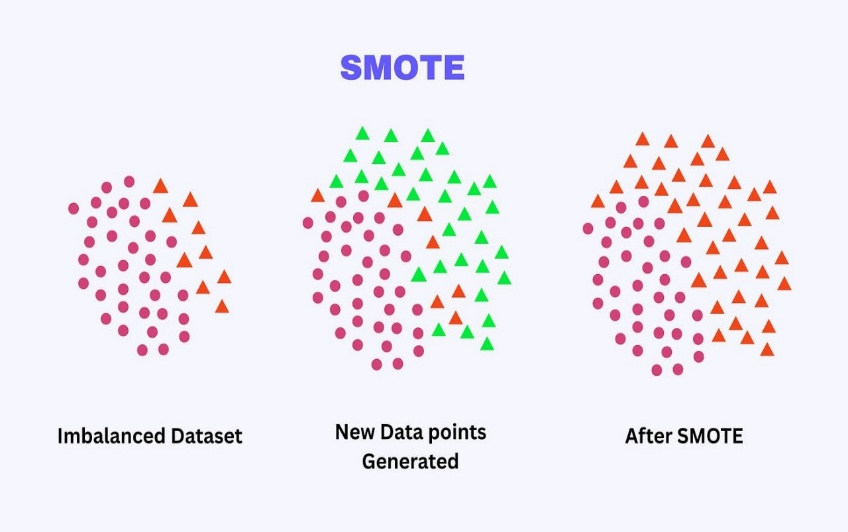 SMOTE
Imbalanced Dataset
New Data points
Generated
After SMOTE